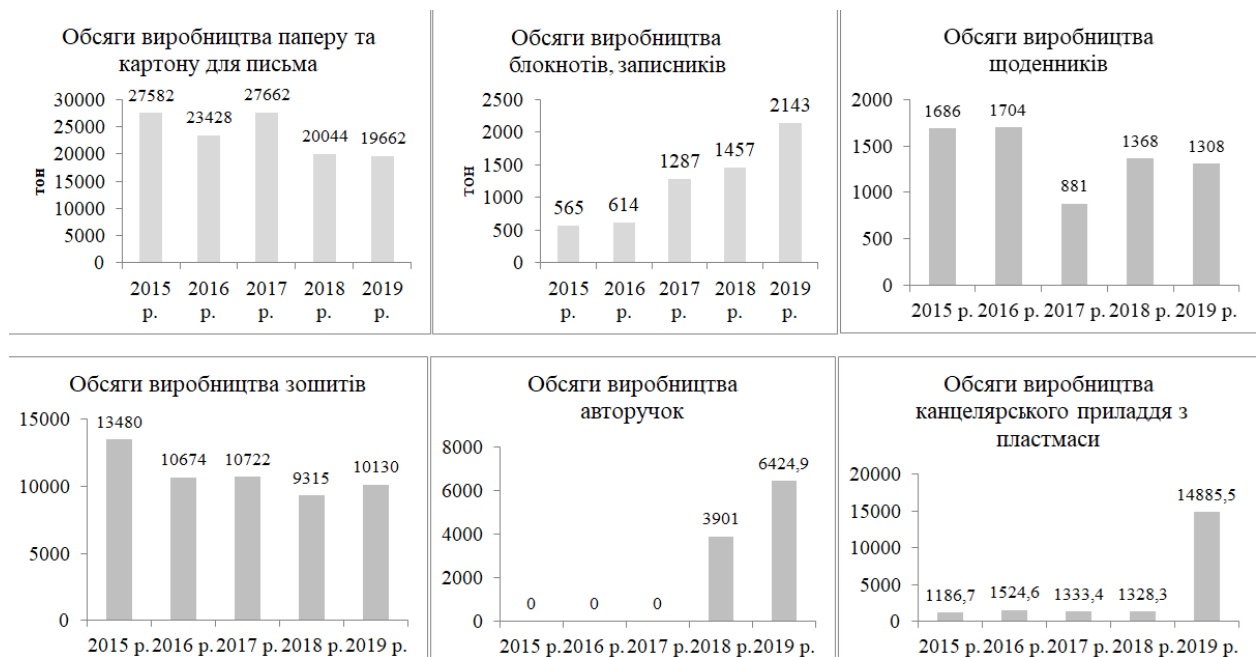 Обсяги виробництва паперу та
картону для письма
30000
25000
20000
15000
10000
5000
0
тон
27582
23428
27662
20044
19662
2015
р.
2016
р.
2017
р.
2018
р.
2019
р.
Обсяги виробництва
блокнотів, записників
2500
2000
1500
1000
500
0
тон
565
614
1287
1457
2143
2015
р.
2016
р.
2017
р.
2018
р.
2019
р.
Обсяги виробництва
щоденників
2000
1500
1000
500
0
1686
1704
881
1368
1308
2015 р. 2016 р. 2017 р. 2018 р. 2019 р.
Обсяги виробництва зошитів
15000
10000
5000
0
13480
10674
10722
9315
10130
2015 р. 2016 р. 2017 р. 2018 р. 2019 р.
Обсяги виробництва
авторучок
8000
6000
4000
2000
0
0
0
0
3901
6424,9
2015 р. 2016 р. 2017 р. 2018 р. 2019 р.
Обсяги виробництва
канцелярського приладдя з
пластмаси
20000
15000
10000
5000
0
1186,7
1524,6
1333,4
1328,3
14885,5
2015 р. 2016 р. 2017 р. 2018 р. 2019 р.